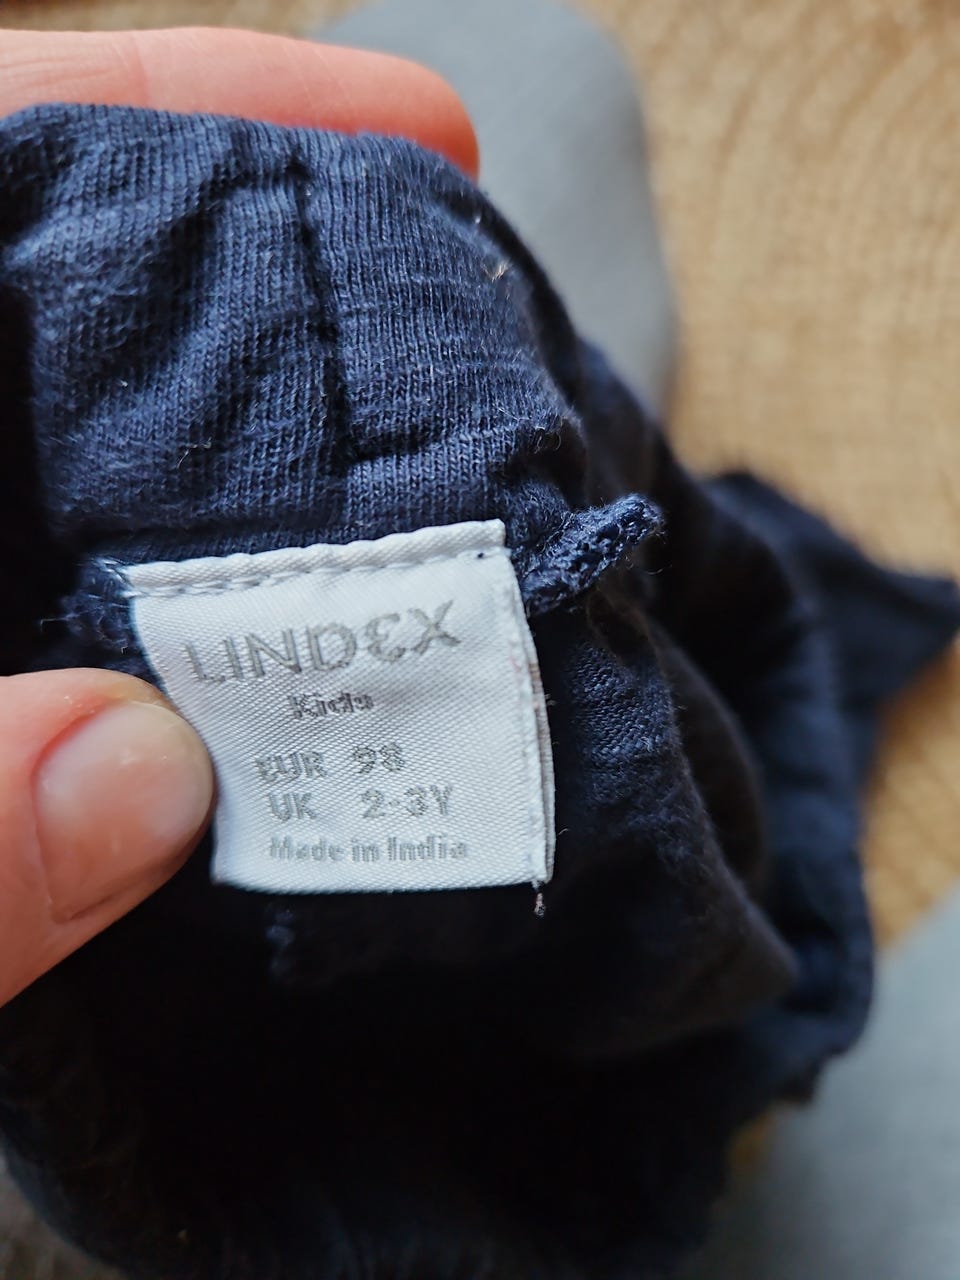 LINDEX
Kids
EUR 98
UK 2-3Y
Made in India